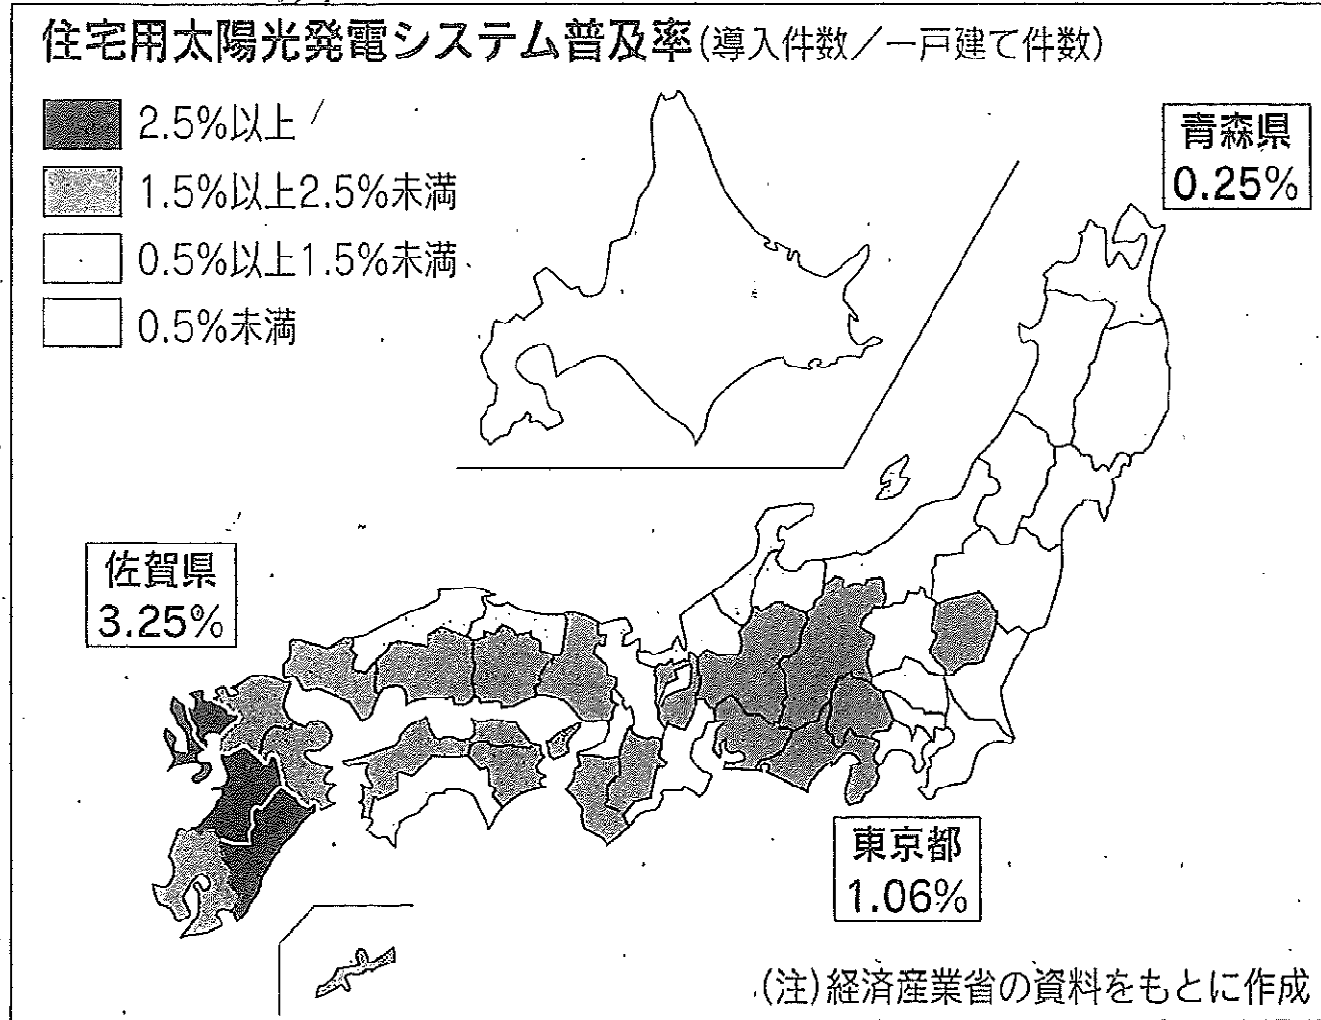 住宅用太陽光発電システム普及率(導入件数/一戸建て件数)
2.5%以上
1.5%以上2.5%未満
0.5%以上1.5%未満
0.5%未満
青森県
0.25%
佐賀県
3.25%
東京都
1.06%
(注)経済産業省の資料をもとに作成